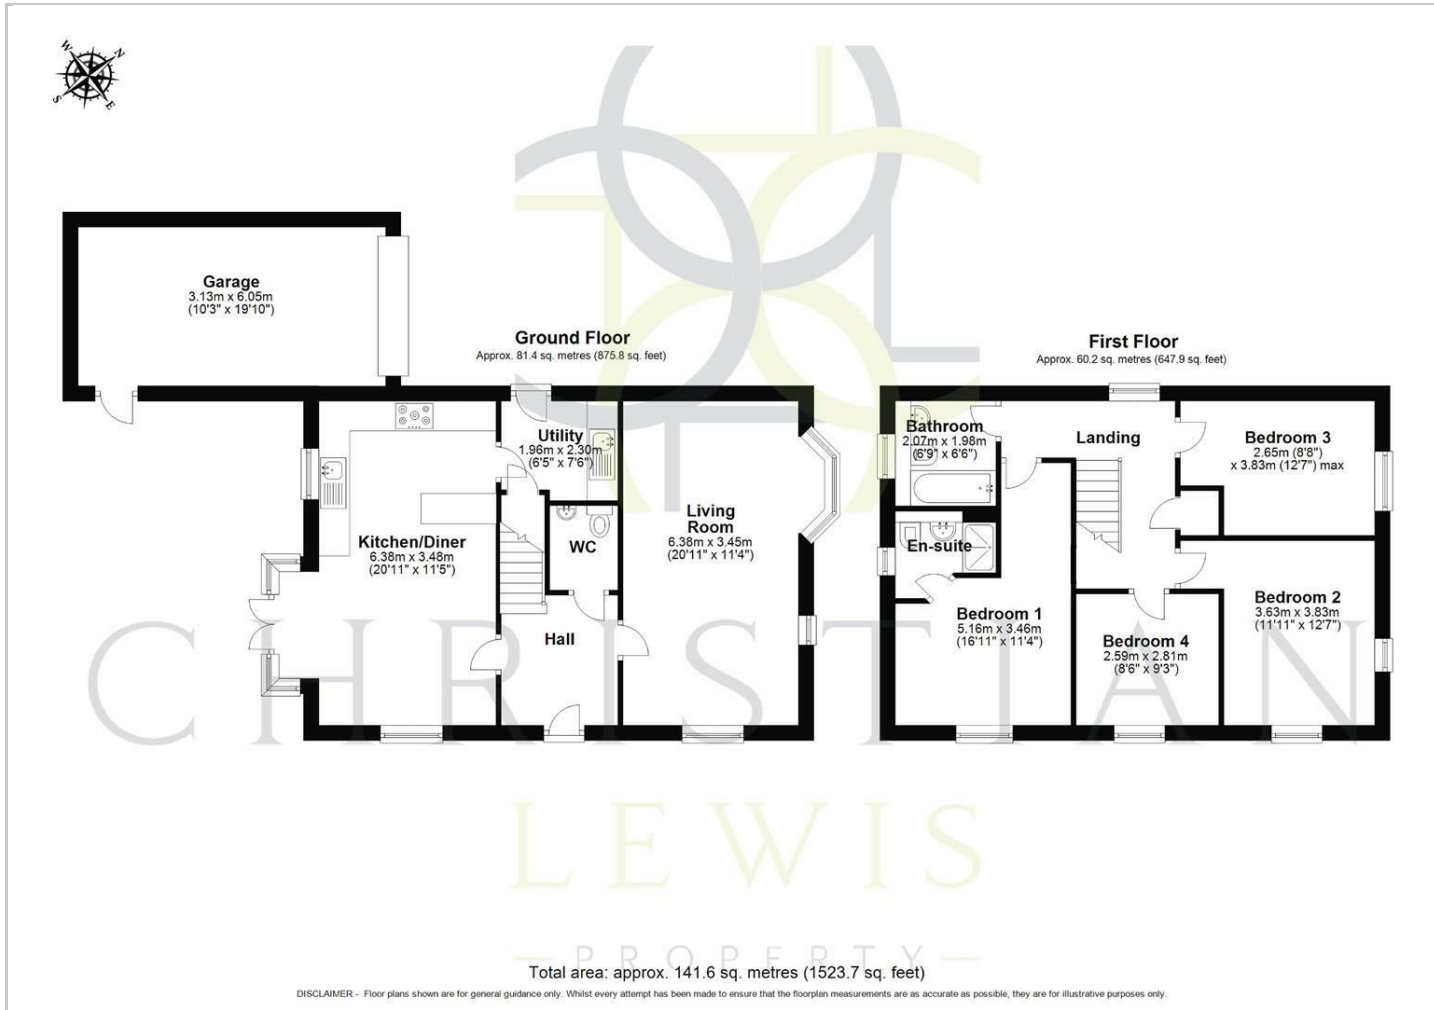 W
N
S
E
Garage
3.13m x 6.05m
(10'3" x 19'10")
Ground Floor
Approx. 81.4 sq. metres (875.8 sq. feet)
Utility
1.96m x 2.30m
(6'5" x 7'6")
Living
Room
6.38m x 3.45m
(20'11" x 11'4")
Kitchen/Diner
6.38m x 3.48m
(20'11" x 11'5")
WC
Hall
First Floor
Approx. 60.2 sq. metres (647.9 sq. feet)
Bathroom
2.07m x 1.98m
(6'9" x 6'6")
Landing
Bedroom 3
2.65m (8'8")
x 3.83m (12'7") max
En-suite
Bedroom 1
5.16m x 3.46m
(16'11" x 11'4")
Bedroom 4
2.59m x 2.81m
(8'6" x 9'3")
Bedroom 2
3.63m x 3.83m
(11'11" x 12'7")
CHRISTIAN
LEWIS
PROPERTY
Total area: approx. 141.6 sq. metres (1523.7 sq. feet)
DISCLAIMER - Floor plans shown are for general guidance only. Whilst every attempt has been made to ensure that the floorplan measurements are as accurate as possible, they are for illustrative purposes only.